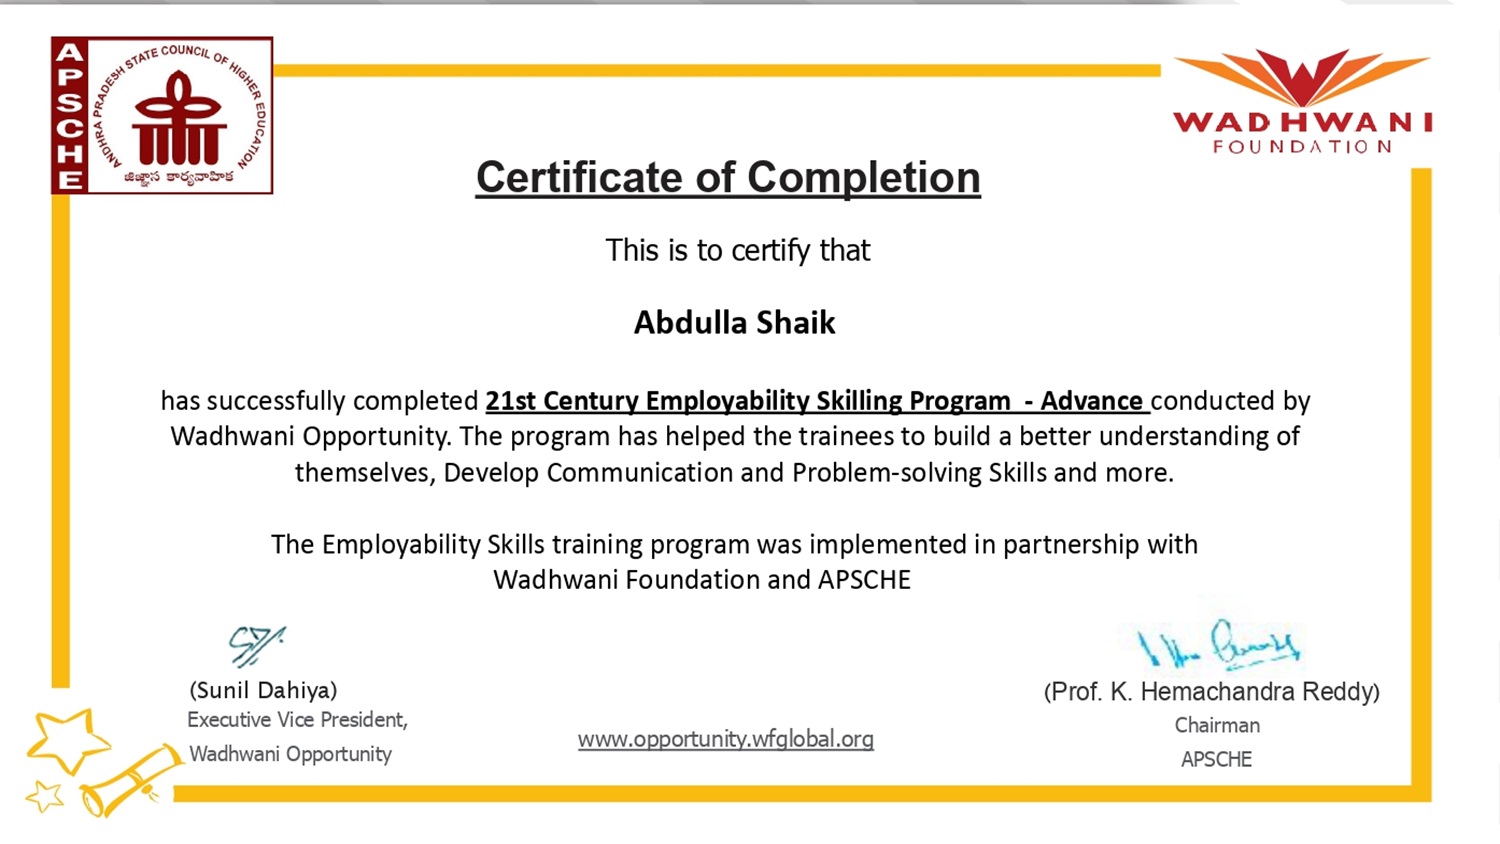 APSCHE
ANDHRA PRADESH STATE COUNCIL OF HIGHER EDUCATION
జిజ్ఞాస కార్యవాహిక
WADHWANI
FOUNDATION
Certificate of Completion
This is to certify that
Abdulla Shaik
has successfully completed 21st Century Employability Skilling Program - Advance conducted by
Wadhwani Opportunity. The program has helped the trainees to build a better understanding of
themselves, Develop Communication and Problem-solving Skills and more.
The Employability Skills training program was implemented in partnership with
Wadhwani Foundation and APSCHE
(Sunil Dahiya)
Executive Vice President,
Wadhwani Opportunity
www.opportunity.wfglobal.org
(Prof. K. Hemachandra Reddy)
Chairman
APSCHE